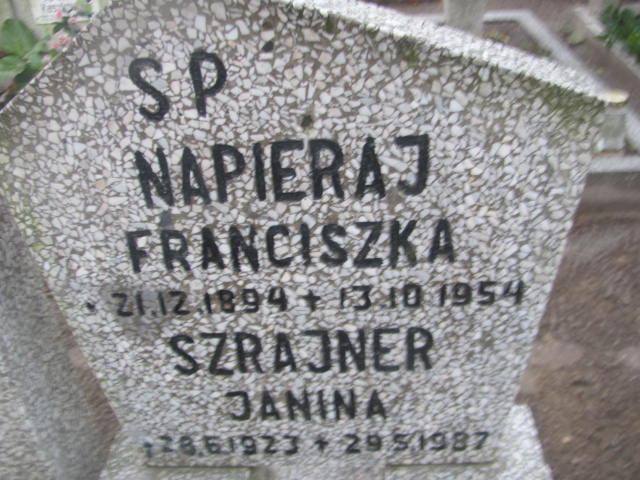 SP
NAPIERAJ
FRANCISZKA
* 21.12.1894 + 13.10 1954
SZRAJNER
JANINA
+ 28.6.1923 + 29.5.1987